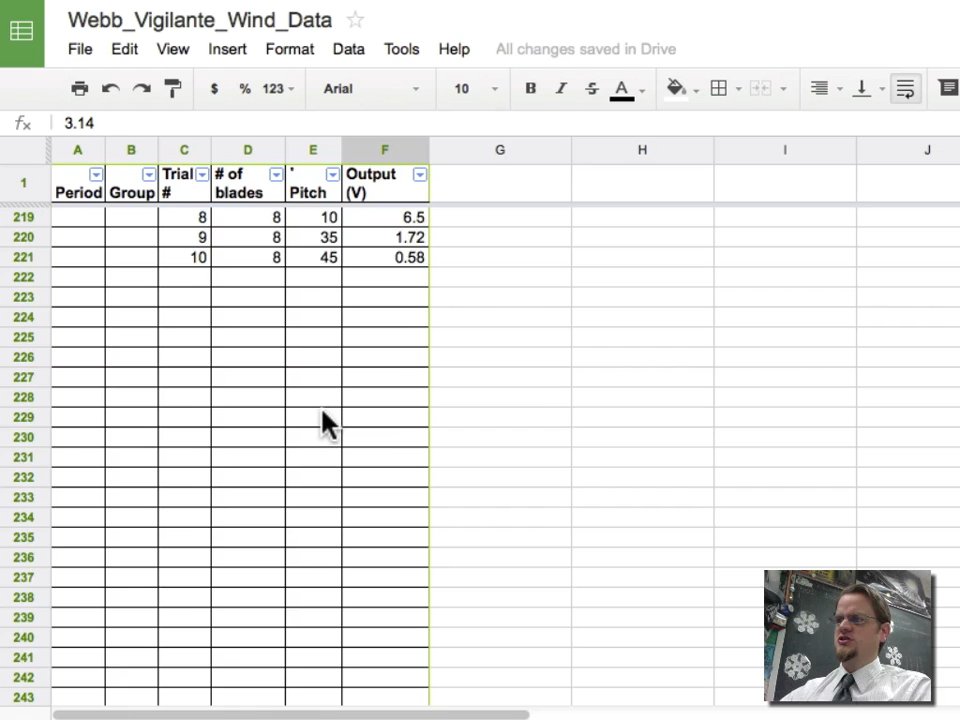 Webb_Vigilante_Wind_Data
File Edit View Insert Format Data Tools Help All changes saved in Drive
$ % 123 Arial 10 B I S A
fx 3.14
A B C D E F G H I J
1 Period Group Trial # # of blades ' Pitch Output (V)
219 8 8 10 6.5
220 9 8 35 1.72
221 10 8 45 0.58
222
223
224
225
226
227
228
229
230
231
232
233
234
235
236
237
238
239
240
241
242
243